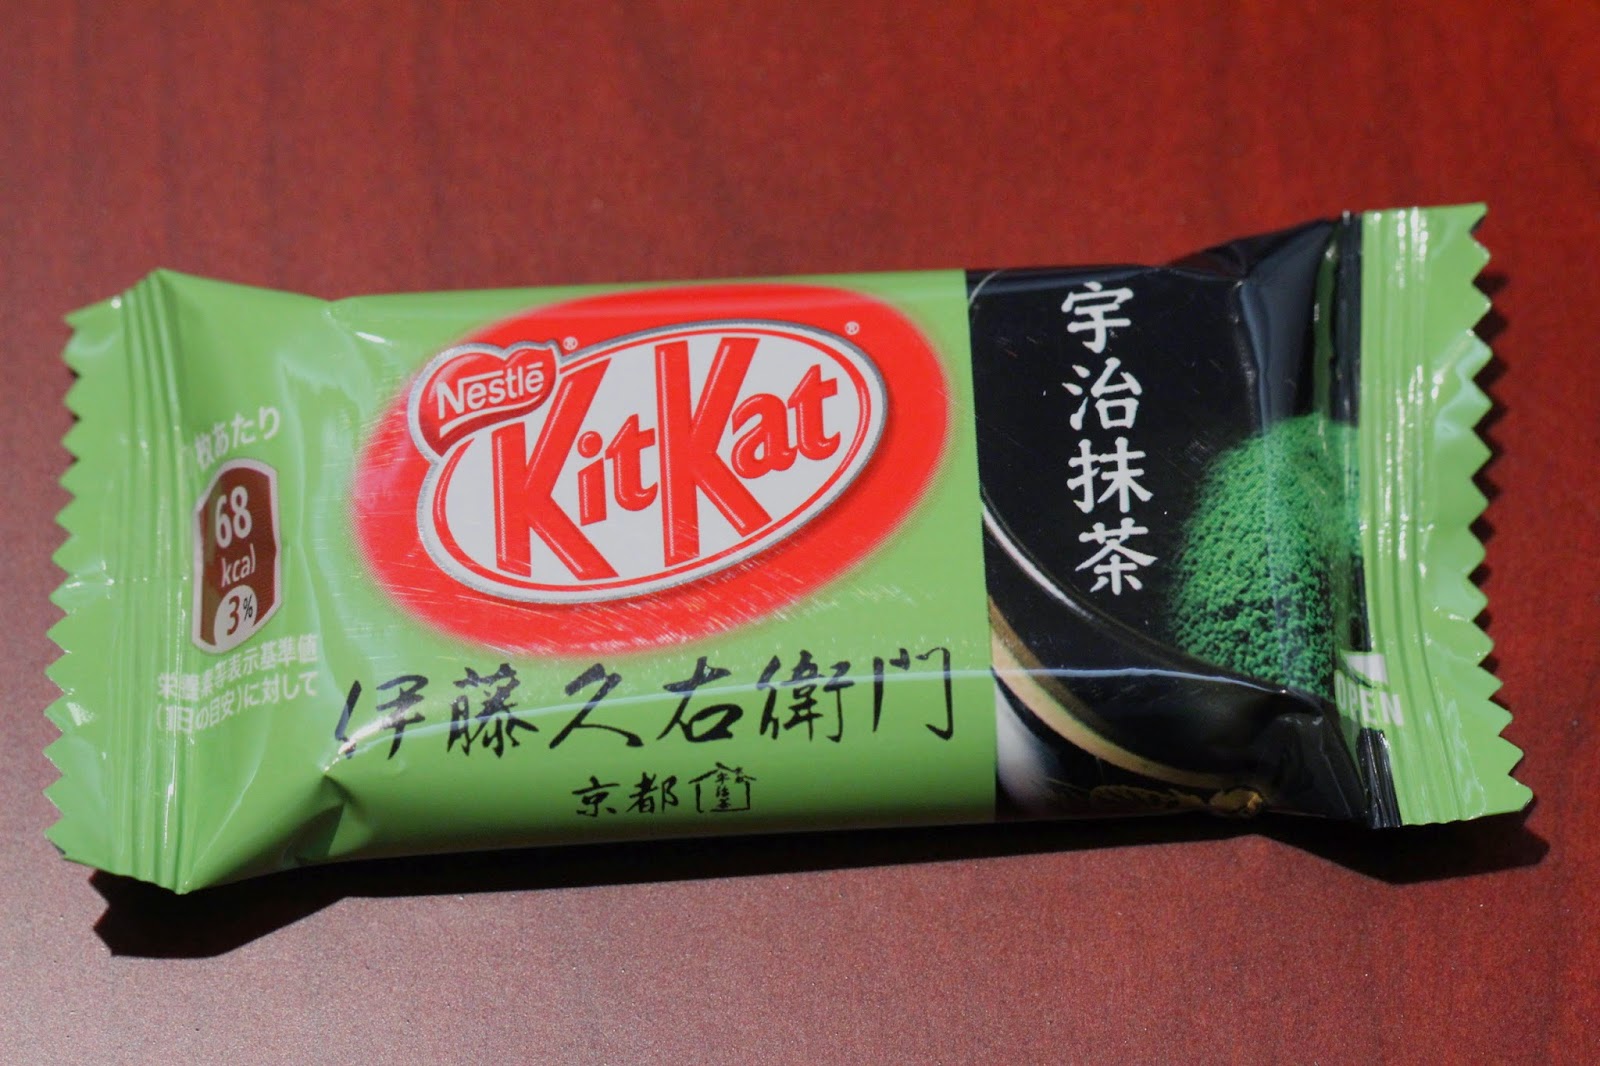 枚あたり
68
kcal
3%
栄養素等表示基準値
(1日の目安)に対して
Nestlé®
KitKat®
伊藤久右衛門
京都
宇治抹茶
OPEN